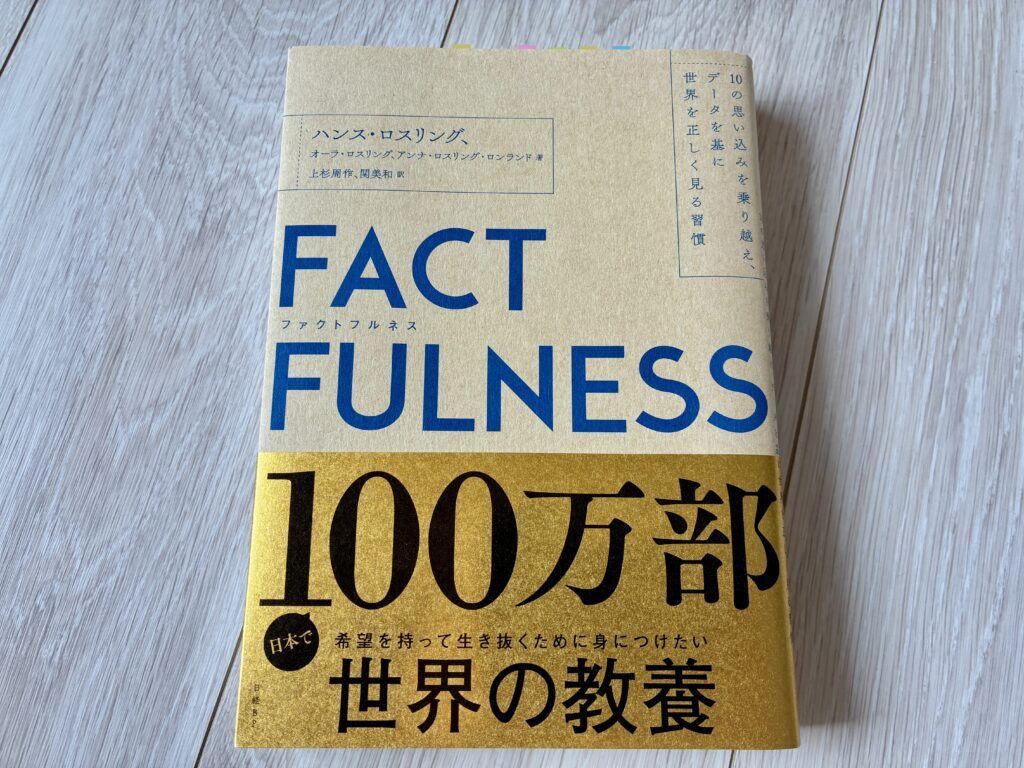 10の思い込みを乗り越え、
データを基に
世界を正しく見る習慣
ハンス・ロスリング、
オーラ・ロスリング、アンナ・ロスリング・ロンランド 著
上杉周作、関美和 訳
FACT
ファクトフルネス
FULNESS
100万部
日本で
希望を持って生き抜くために身につけたい
世界の教養
日経BP